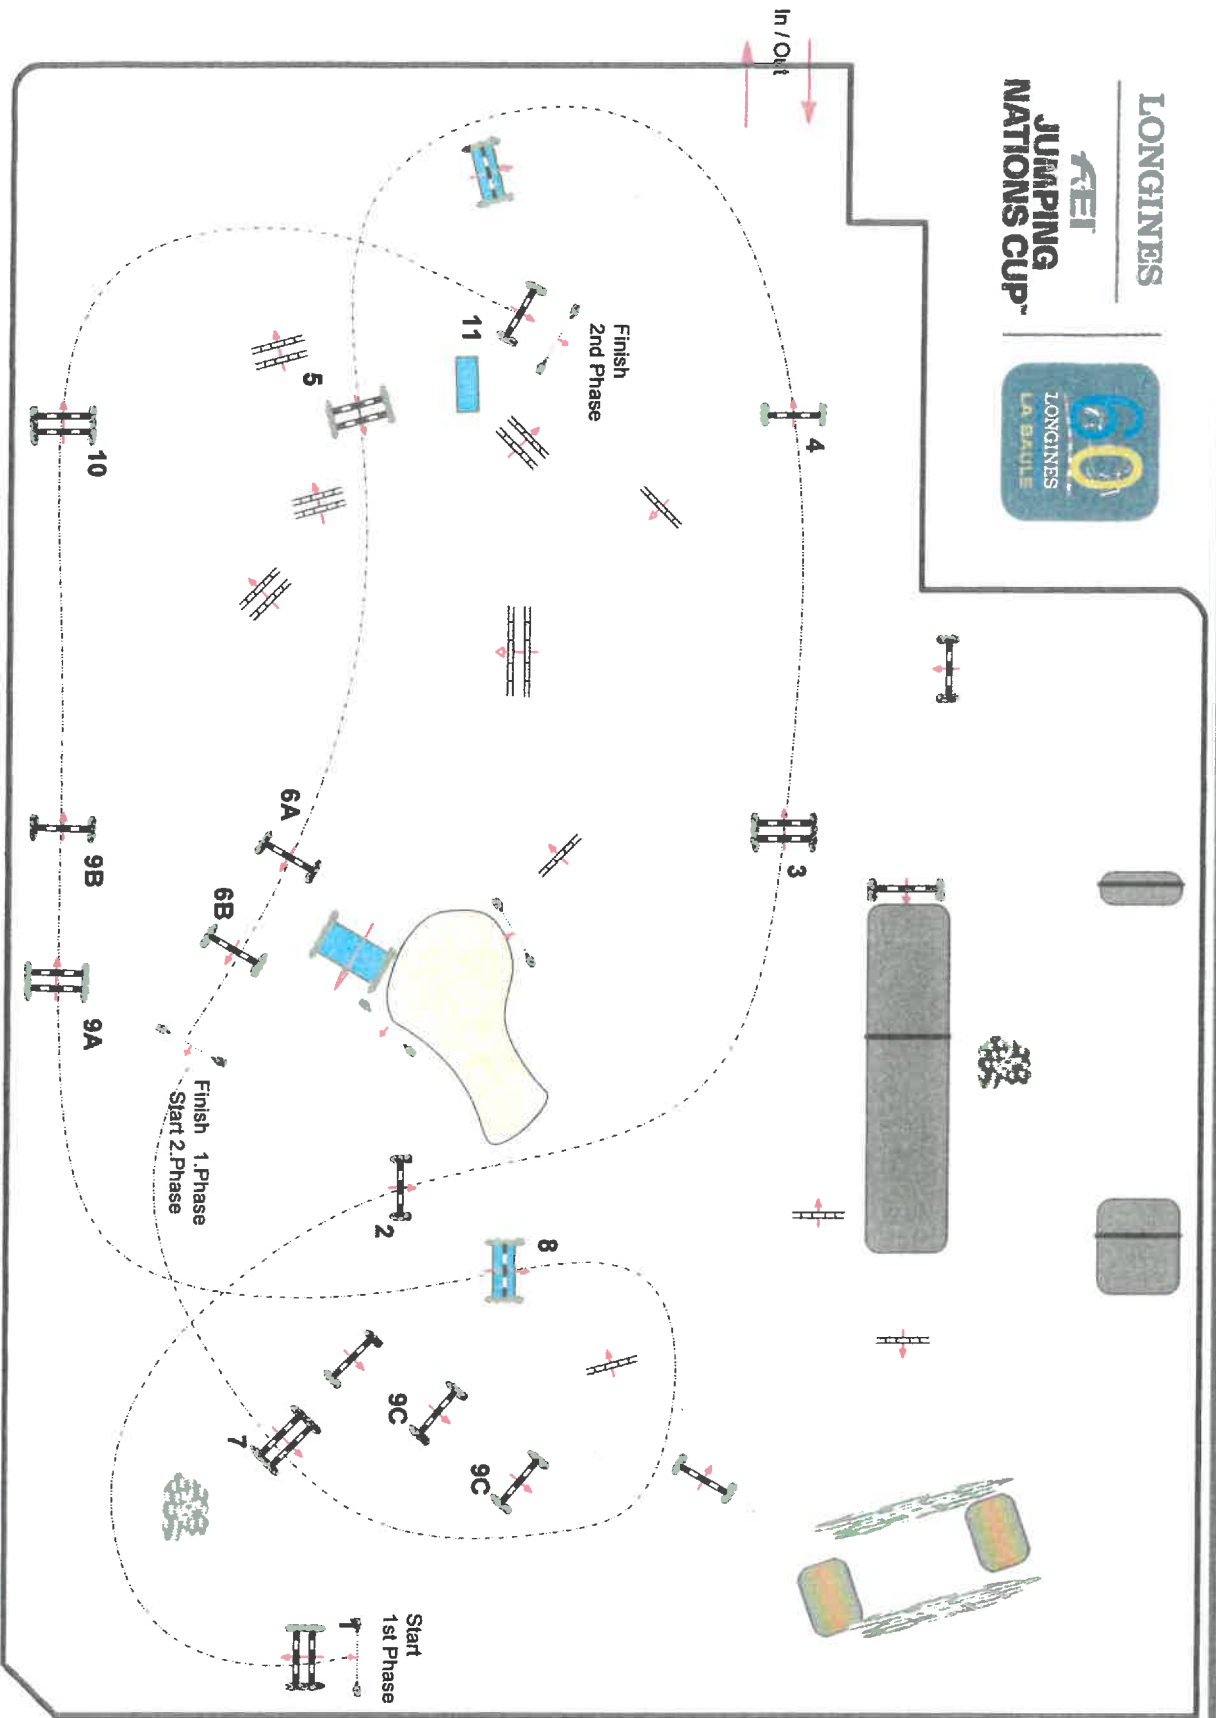 LONGINES
FEI
JUMPING
NATIONS CUP™
60
LONGINES
LA BAULE
In / Out
Finish
2nd Phase
11
4
5
10
3
6A
9B
6B
9A
Finish 1.Phase
Start 2.Phase
2
8
9C
7
9C
1
Start
1st Phase